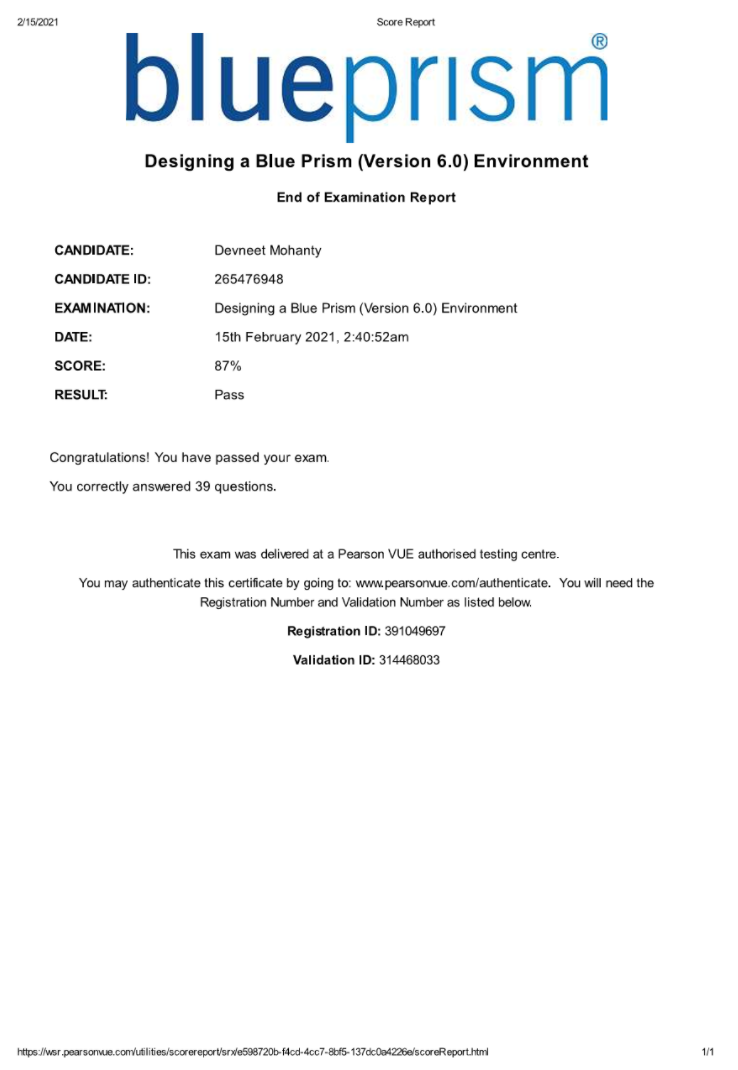 2/15/2021 Score Report
blueprism®
Designing a Blue Prism (Version 6.0) Environment
End of Examination Report
CANDIDATE: Devneet Mohanty
CANDIDATE ID: 265476948
EXAMINATION: Designing a Blue Prism (Version 6.0) Environment
DATE: 15th February 2021, 2:40:52am
SCORE: 87%
RESULT: Pass
Congratulations! You have passed your exam.
You correctly answered 39 questions.
This exam was delivered at a Pearson VUE authorised testing centre.
You may authenticate this certificate by going to: www.pearsonvue.com/authenticate. You will need the
Registration Number and Validation Number as listed below.
Registration ID: 391049697
Validation ID: 314468033
https://wsr.pearsonvue.com/utilities/scorereport/srx/e598720b-f4cd-4cc7-8bf5-137dc0a4226e/scoreReport.html 1/1